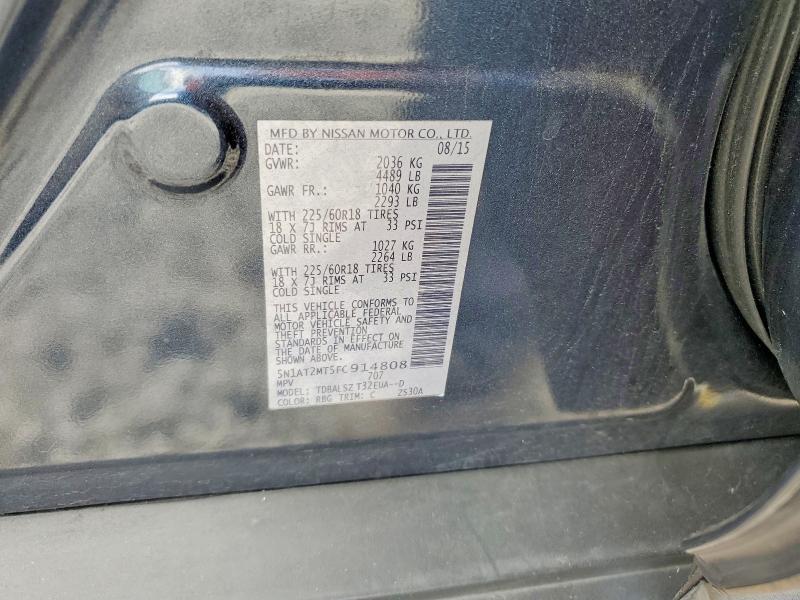 MFD BY NISSAN MOTOR CO., LTD.
DATE: 08/15
GVWR: 2036 KG
4489 LB
GAWR FR.: 1040 KG
2293 LB
WITH 225/60R18 TIRES
18 X 7J RIMS AT 33 PSI
COLD SINGLE
GAWR RR.: 1027 KG
2264 LB
WITH 225/60R18 TIRES
18 X 7J RIMS AT 33 PSI
COLD SINGLE
THIS VEHICLE CONFORMS TO
ALL APPLICABLE FEDERAL
MOTOR VEHICLE SAFETY AND
THEFT PREVENTION
STANDARDS IN EFFECT ON
THE DATE OF MANUFACTURE
SHOWN ABOVE.
5N1AT2MT5FC914808
MPV 707
MODEL: TDBALSZ T32EUA--D
COLOR: RBG TRIM: C 2S30A